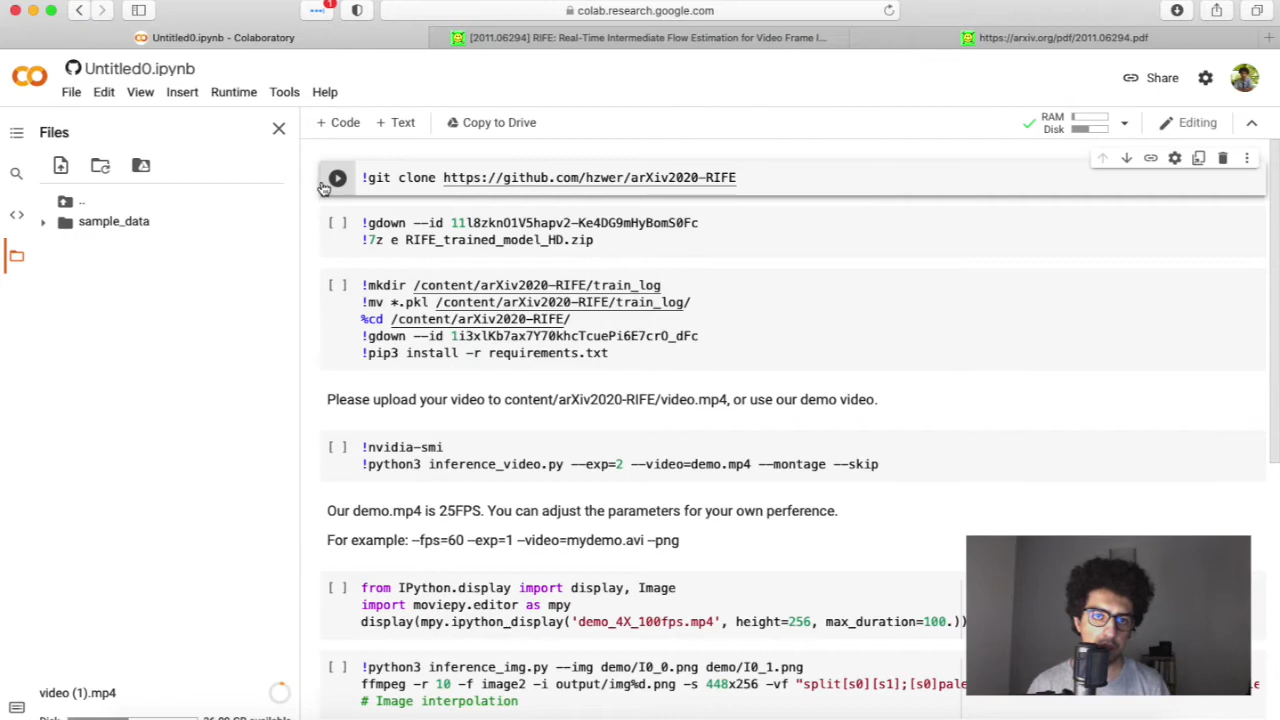 1
colab.research.google.com
Untitled0.ipynb - Colaboratory
[2011.06294] RIFE: Real-Time Intermediate Flow Estimation for Video Frame I...
https://arxiv.org/pdf/2011.06294.pdf
Untitled0.ipynb
File Edit View Insert Runtime Tools Help
Share
Files
+ Code + Text Copy to Drive
RAM
Disk
Editing
..
sample_data
!git clone https://github.com/hzwer/arXiv2020-RIFE
[ ] !gdown --id 11l8zknO1V5hapv2-Ke4DG9mHyBomS0Fc
!7z e RIFE_trained_model_HD.zip
[ ] !mkdir /content/arXiv2020-RIFE/train_log
!mv *.pkl /content/arXiv2020-RIFE/train_log/
%cd /content/arXiv2020-RIFE/
!gdown --id 1i3xlKb7ax7Y70khcTcuePi6E7crO_dFc
!pip3 install -r requirements.txt
Please upload your video to content/arXiv2020-RIFE/video.mp4, or use our demo video.
[ ] !nvidia-smi
!python3 inference_video.py --exp=2 --video=demo.mp4 --montage --skip
Our demo.mp4 is 25FPS. You can adjust the parameters for your own perference.
For example: --fps=60 --exp=1 --video=mydemo.avi --png
[ ] from IPython.display import display, Image
import moviepy.editor as mpy
display(mpy.ipython_display('demo_4X_100fps.mp4', height=256, max_duration=100.))
[ ] !python3 inference_img.py --img demo/I0_0.png demo/I0_1.png
ffmpeg -r 10 -f image2 -i output/img%d.png -s 448x256 -vf "split[s0][s1];[s0]pale
# Image interpolation
video (1).mp4
Disk
available